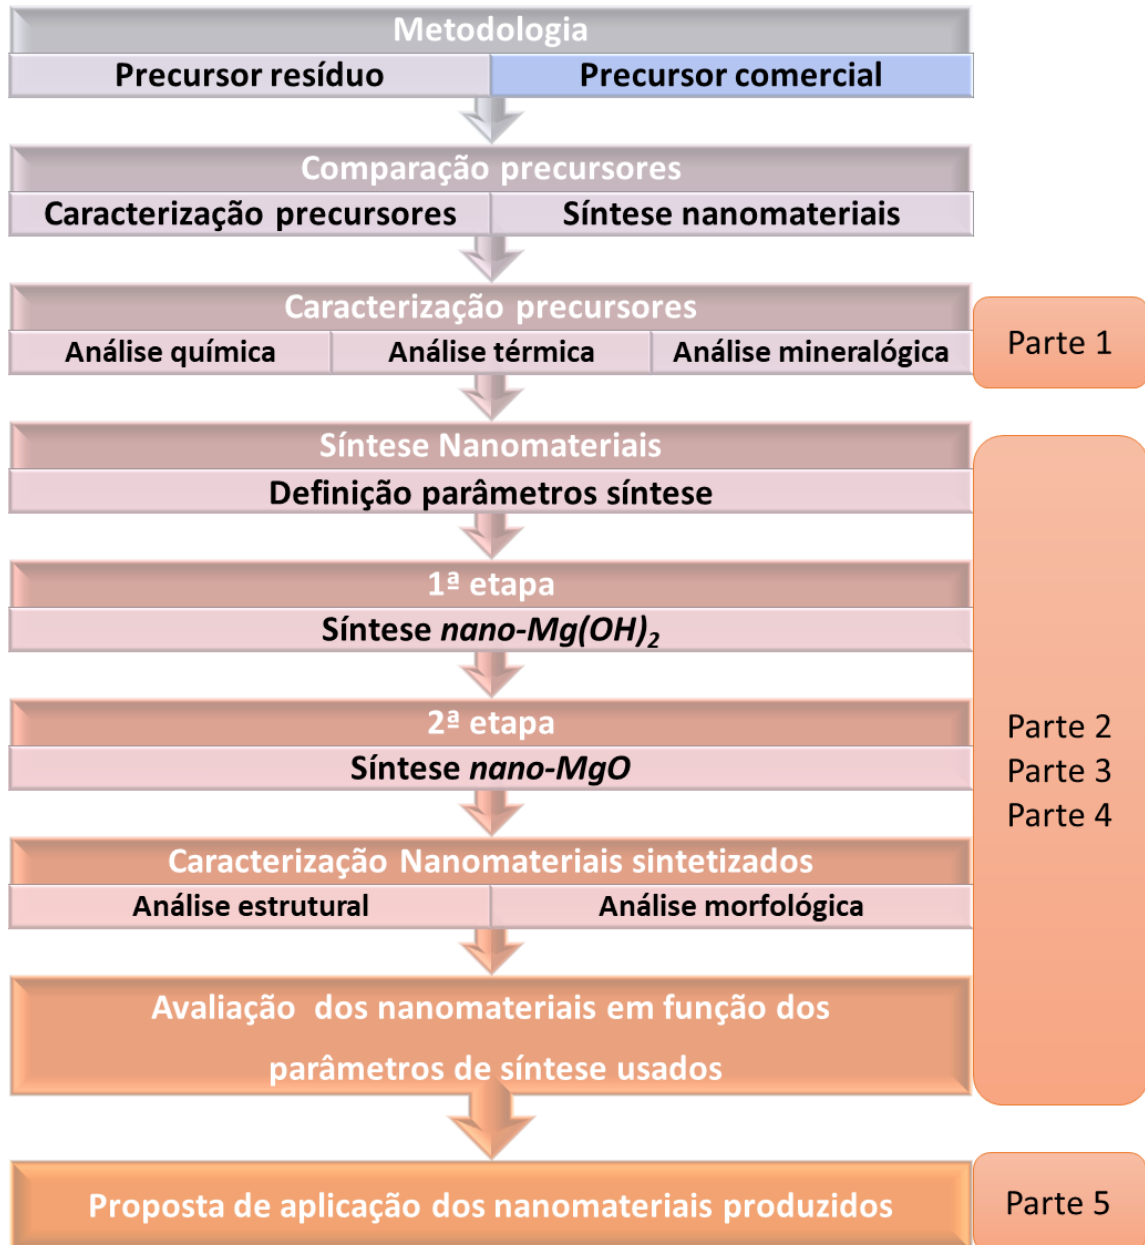 Metodologia
Precursor resíduo
Precursor comercial
Comparação precursores
Caracterização precursores
Síntese nanomateriais
Caracterização precursores
Análise química
Análise térmica
Análise mineralógica
Parte 1
Síntese Nanomateriais
Definição parâmetros síntese
1ª etapa
Síntese nano-Mg(OH)₂
2ª etapa
Síntese nano-MgO
Caracterização Nanomateriais sintetizados
Análise estrutural
Análise morfológica
Avaliação  dos nanomateriais em função dos
parâmetros de síntese usados
Parte 2
Parte 3
Parte 4
Proposta de aplicação dos nanomateriais produzidos
Parte 5